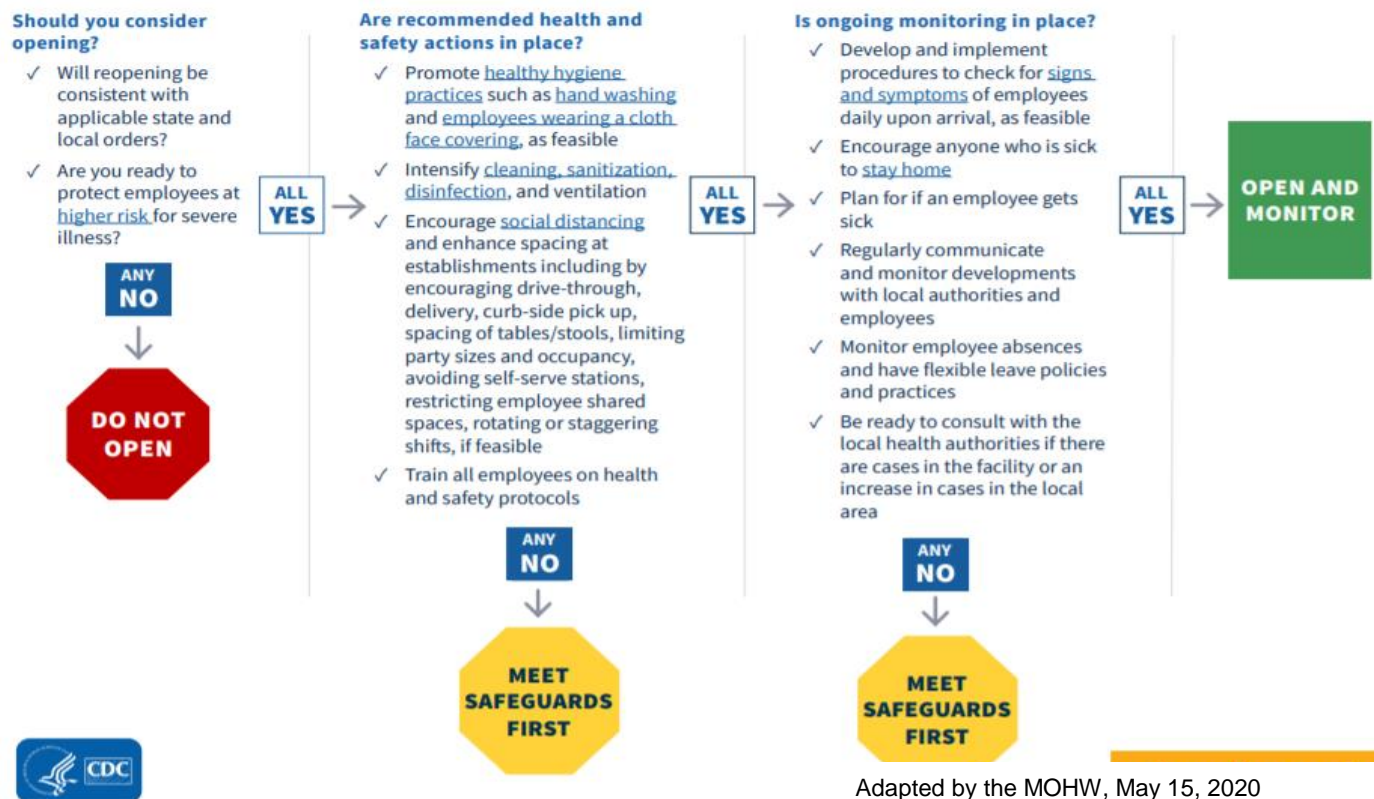 Should you consider
opening?
✓ Will reopening be
consistent with
applicable state and
local orders?
✓ Are you ready to
protect employees at
higher risk for severe
illness?
ANY
NO
DO NOT
OPEN
ALL
YES
Are recommended health and
safety actions in place?
✓ Promote healthy hygiene
practices such as hand washing
and employees wearing a cloth
face covering, as feasible
✓ Intensify cleaning, sanitization,
disinfection, and ventilation
✓ Encourage social distancing
and enhance spacing at
establishments including by
encouraging drive-through,
delivery, curb-side pick up,
spacing of tables/stools, limiting
party sizes and occupancy,
avoiding self-serve stations,
restricting employee shared
spaces, rotating or staggering
shifts, if feasible
✓ Train all employees on health
and safety protocols
ANY
NO
MEET
SAFEGUARDS
FIRST
ALL
YES
Is ongoing monitoring in place?
✓ Develop and implement
procedures to check for signs
and symptoms of employees
daily upon arrival, as feasible
✓ Encourage anyone who is sick
to stay home
✓ Plan for if an employee gets
sick
✓ Regularly communicate
and monitor developments
with local authorities and
employees
✓ Monitor employee absences
and have flexible leave policies
and practices
✓ Be ready to consult with the
local health authorities if there
are cases in the facility or an
increase in cases in the local
area
ANY
NO
MEET
SAFEGUARDS
FIRST
ALL
YES
OPEN AND
MONITOR
CDC
Adapted by the MOHW, May 15, 2020